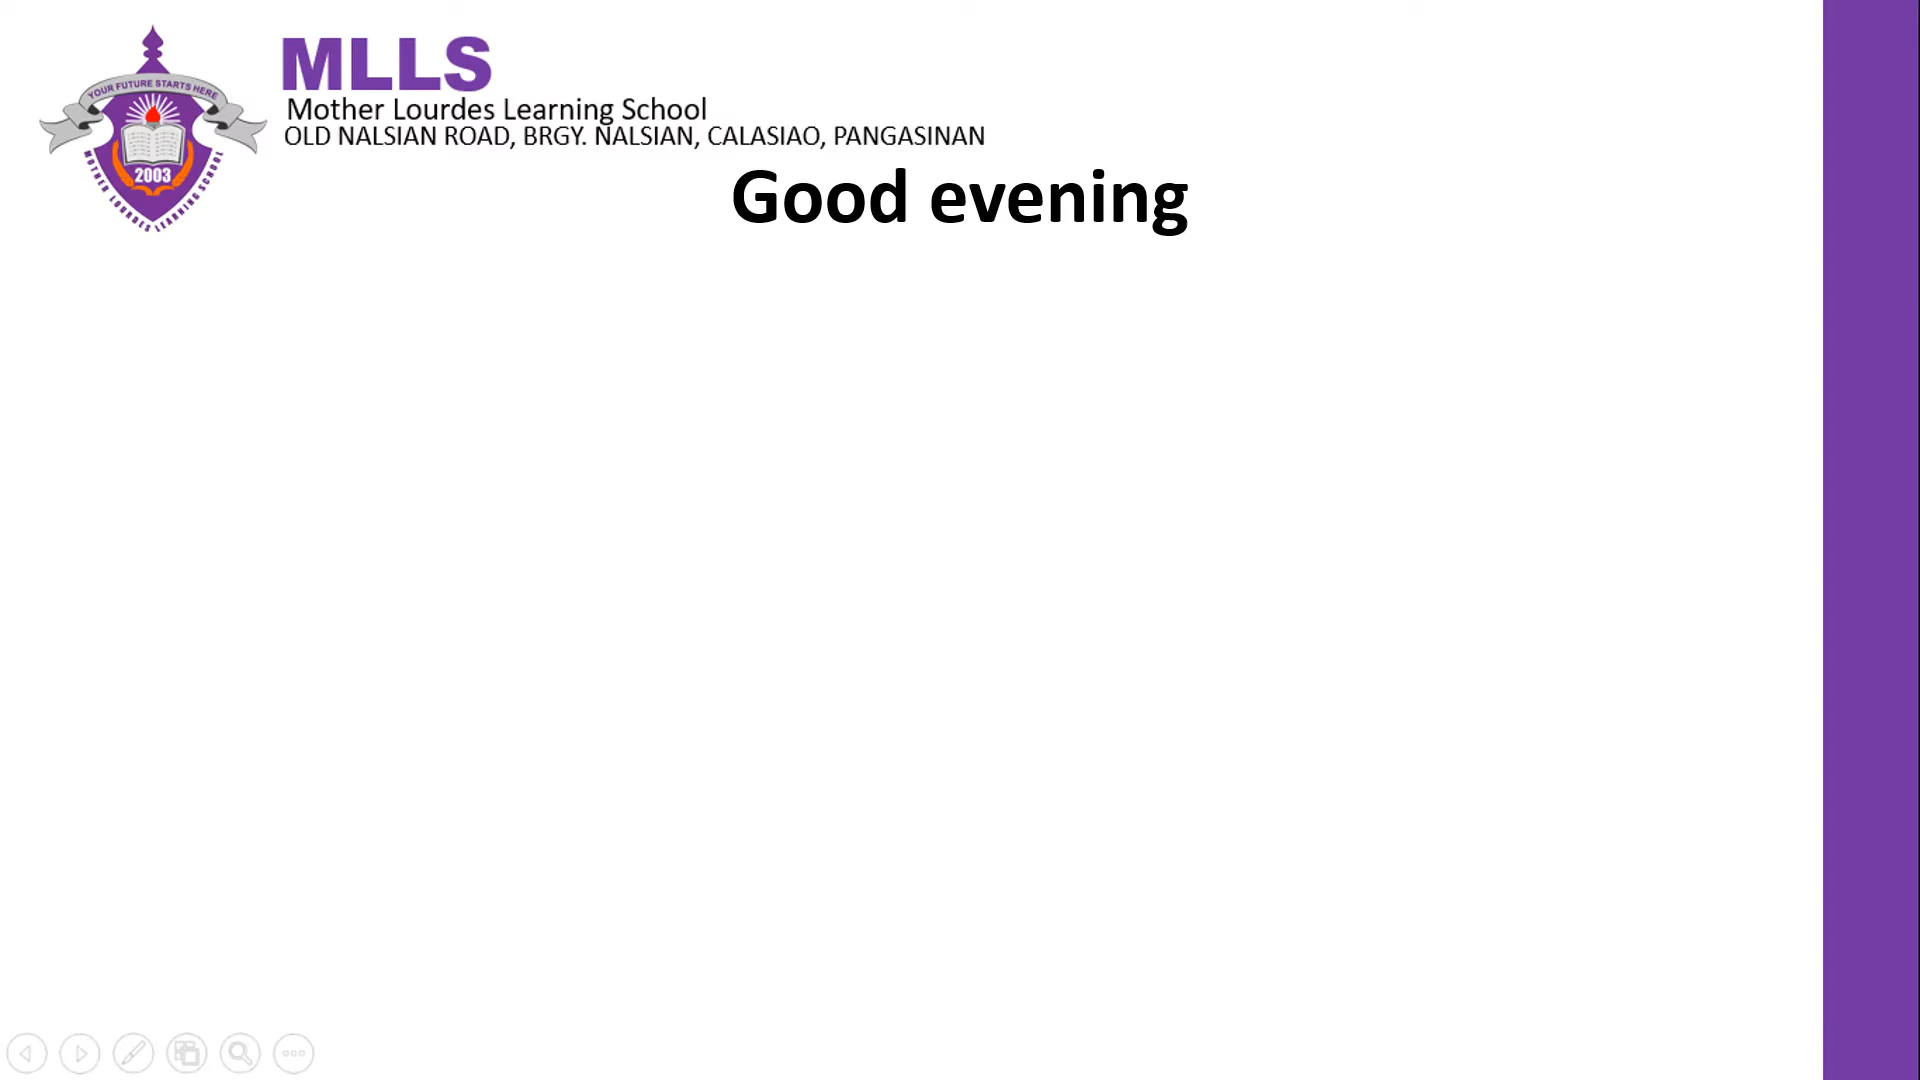 YOUR FUTURE STARTS HERE
2003
MOTHER LOURDES LEARNING SCHOOL
MLLS
Mother Lourdes Learning School
OLD NALSIAN ROAD, BRGY. NALSIAN, CALASIAO, PANGASINAN
Good evening